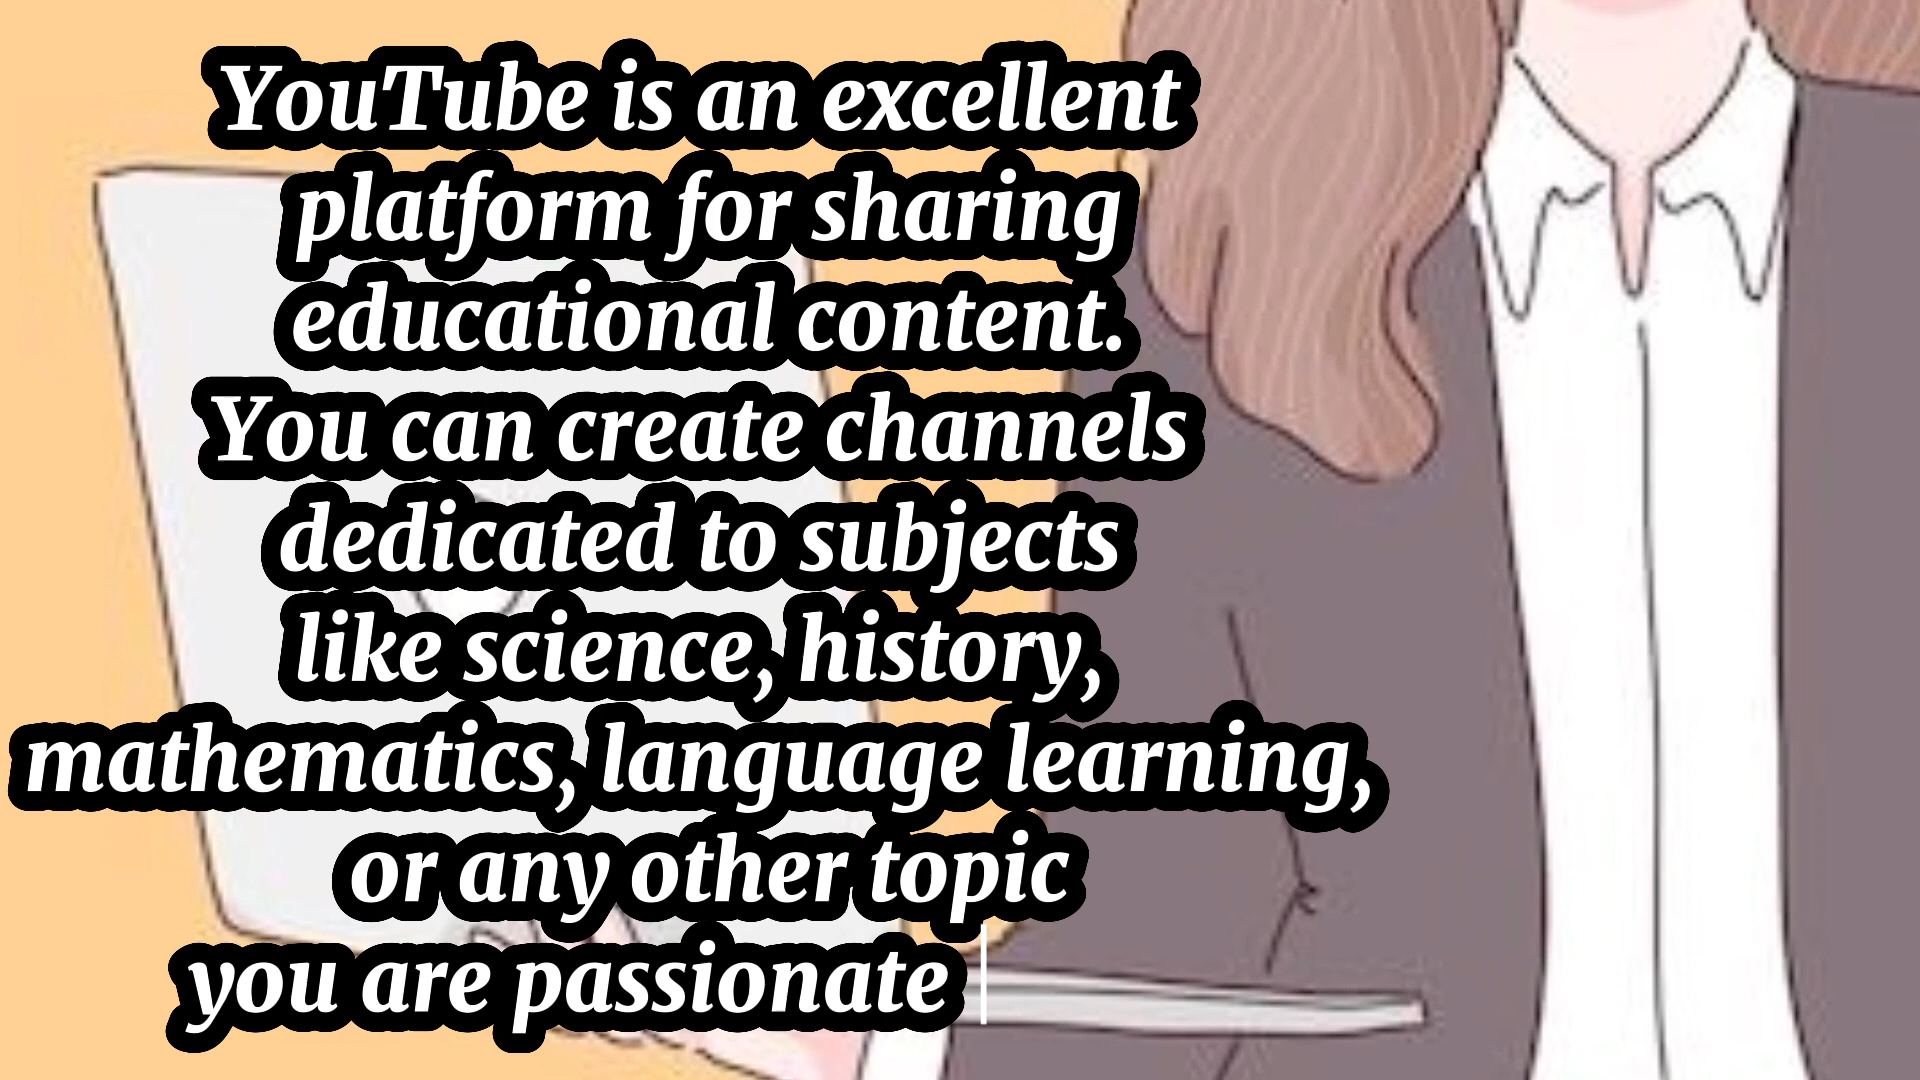 YouTube is an excellent
platform for sharing
educational content.
You can create channels
dedicated to subjects
like science, history,
mathematics, language learning,
or any other topic
you are passionate